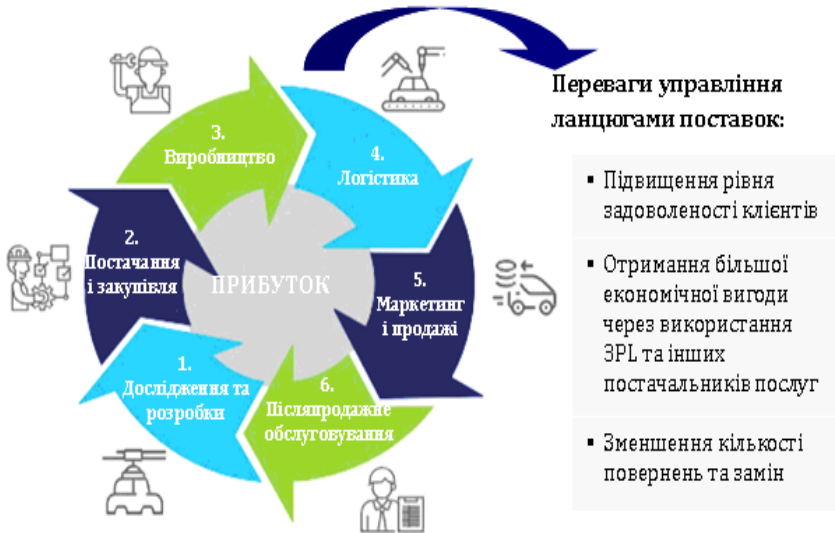 3.
Виробництво
4.
Логістика
2.
Постачання
і закупівля
ПРИБУТОК
5.
Маркетинг
і продажі
1.
Дослідження та
розробки
6.
Післяпродажне
обслуговування
Переваги управління
ланцюгами поставок:
▪ Підвищення рівня
задоволеності клієнтів
▪ Отримання більшої
економічної вигоди
через використання
3PL та інших
постачальників послуг
▪ Зменшення кількості
повернень та замін